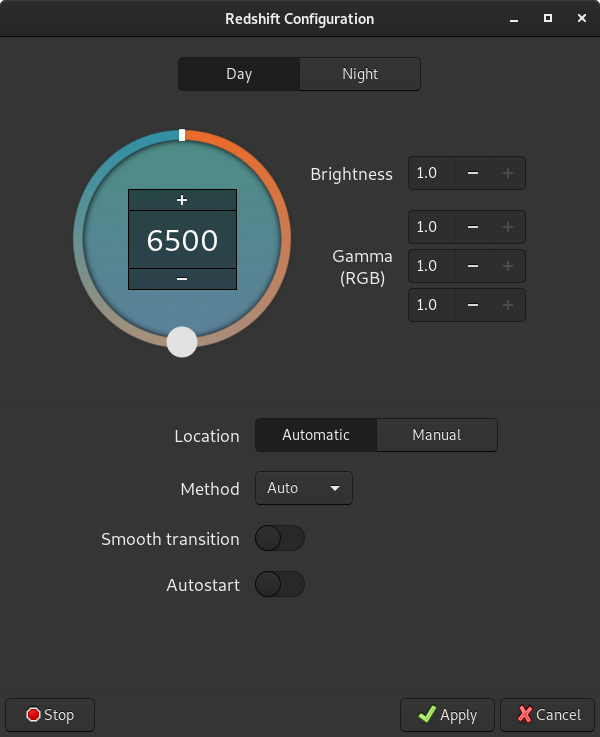 Redshift Configuration
Day
Night
+
6500
−
Brightness
1.0 − +
Gamma
(RGB)
1.0 − +
1.0 − +
1.0 − +
Location
Automatic
Manual
Method
Auto
Smooth transition
Autostart
Stop
Apply
Cancel